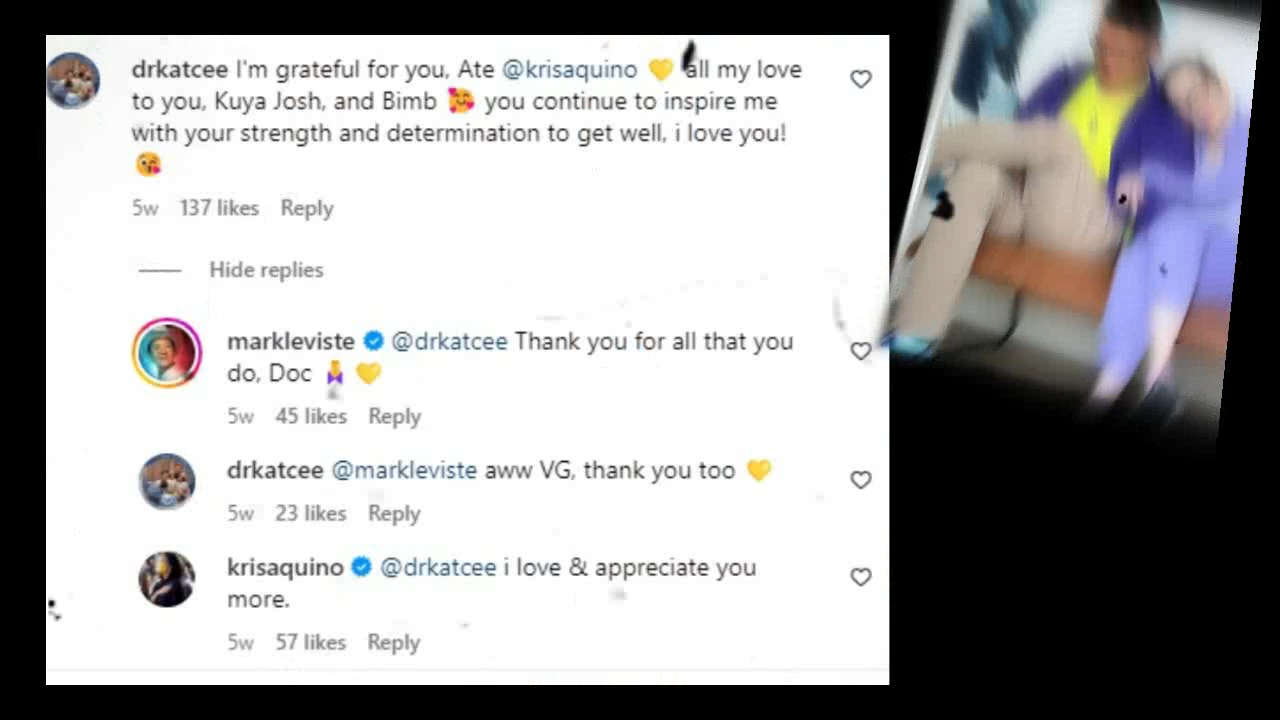 drkatcee I'm grateful for you, Ate @krisaquino 💛 all my love
to you, Kuya Josh, and Bimb 🥰 you continue to inspire me
with your strength and determination to get well, i love you!
😘
5w 137 likes Reply
Hide replies
markleviste @drkatcee Thank you for all that you
do, Doc 🙏 💛
5w 45 likes Reply
drkatcee @markleviste aww VG, thank you too 💛
5w 23 likes Reply
krisaquino @drkatcee i love & appreciate you
more.
5w 57 likes Reply